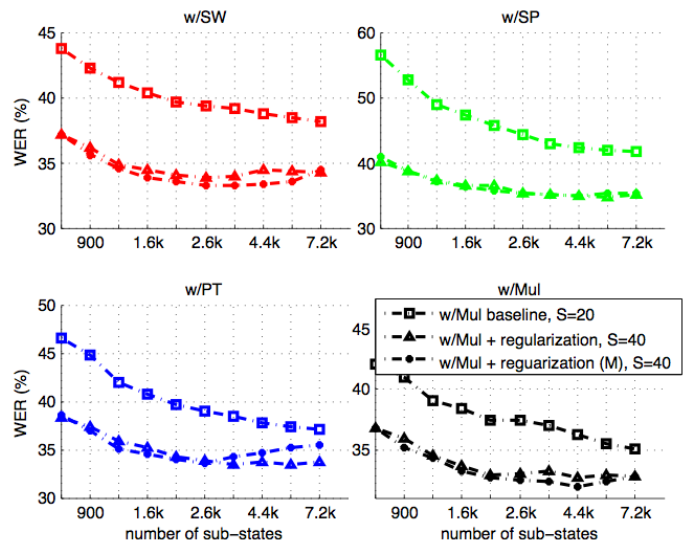 w/SW
w/SP
45
40
35
30
WER (%)
900
1.6k
2.6k
4.4k
7.2k
60
50
40
30
900
1.6k
2.6k
4.4k
7.2k
w/PT
w/Mul
50
45
40
35
30
WER (%)
900
1.6k
2.6k
4.4k
7.2k
number of sub-states
w/Mul baseline, S=20
w/Mul + regularization, S=40
w/Mul + reguarization (M), S=40
45
40
35
900
1.6k
2.6k
4.4k
7.2k
number of sub-states